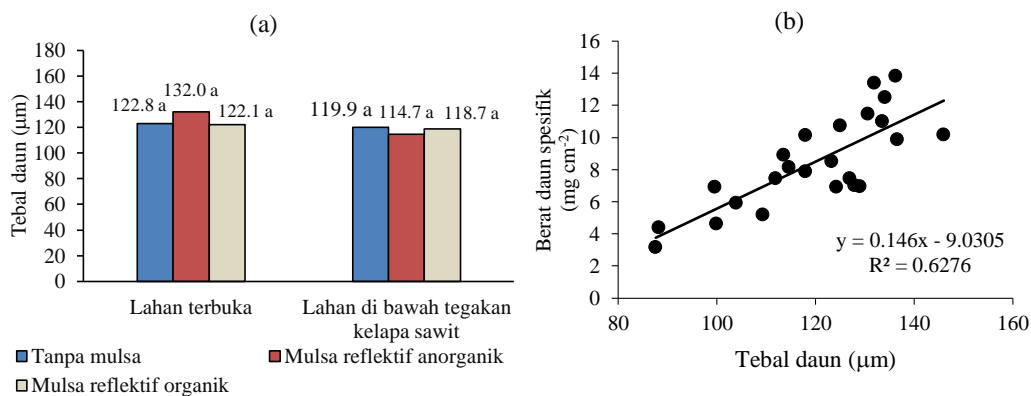 (a)
Tebal daun (µm)
180
160
140
120
100
80
60
40
20
0
122.8 a
132.0 a
122.1 a
119.9 a
114.7 a
118.7 a
Lahan terbuka
Lahan di bawah tegakan
kelapa sawit
Tanpa mulsa
Mulsa reflektif anorganik
Mulsa reflektif organik
(b)
Berat daun spesifik
(mg cm⁻²)
16
14
12
10
8
6
4
2
0
y = 0.146x - 9.0305
R² = 0.6276
80
100
120
140
160
Tebal daun (µm)